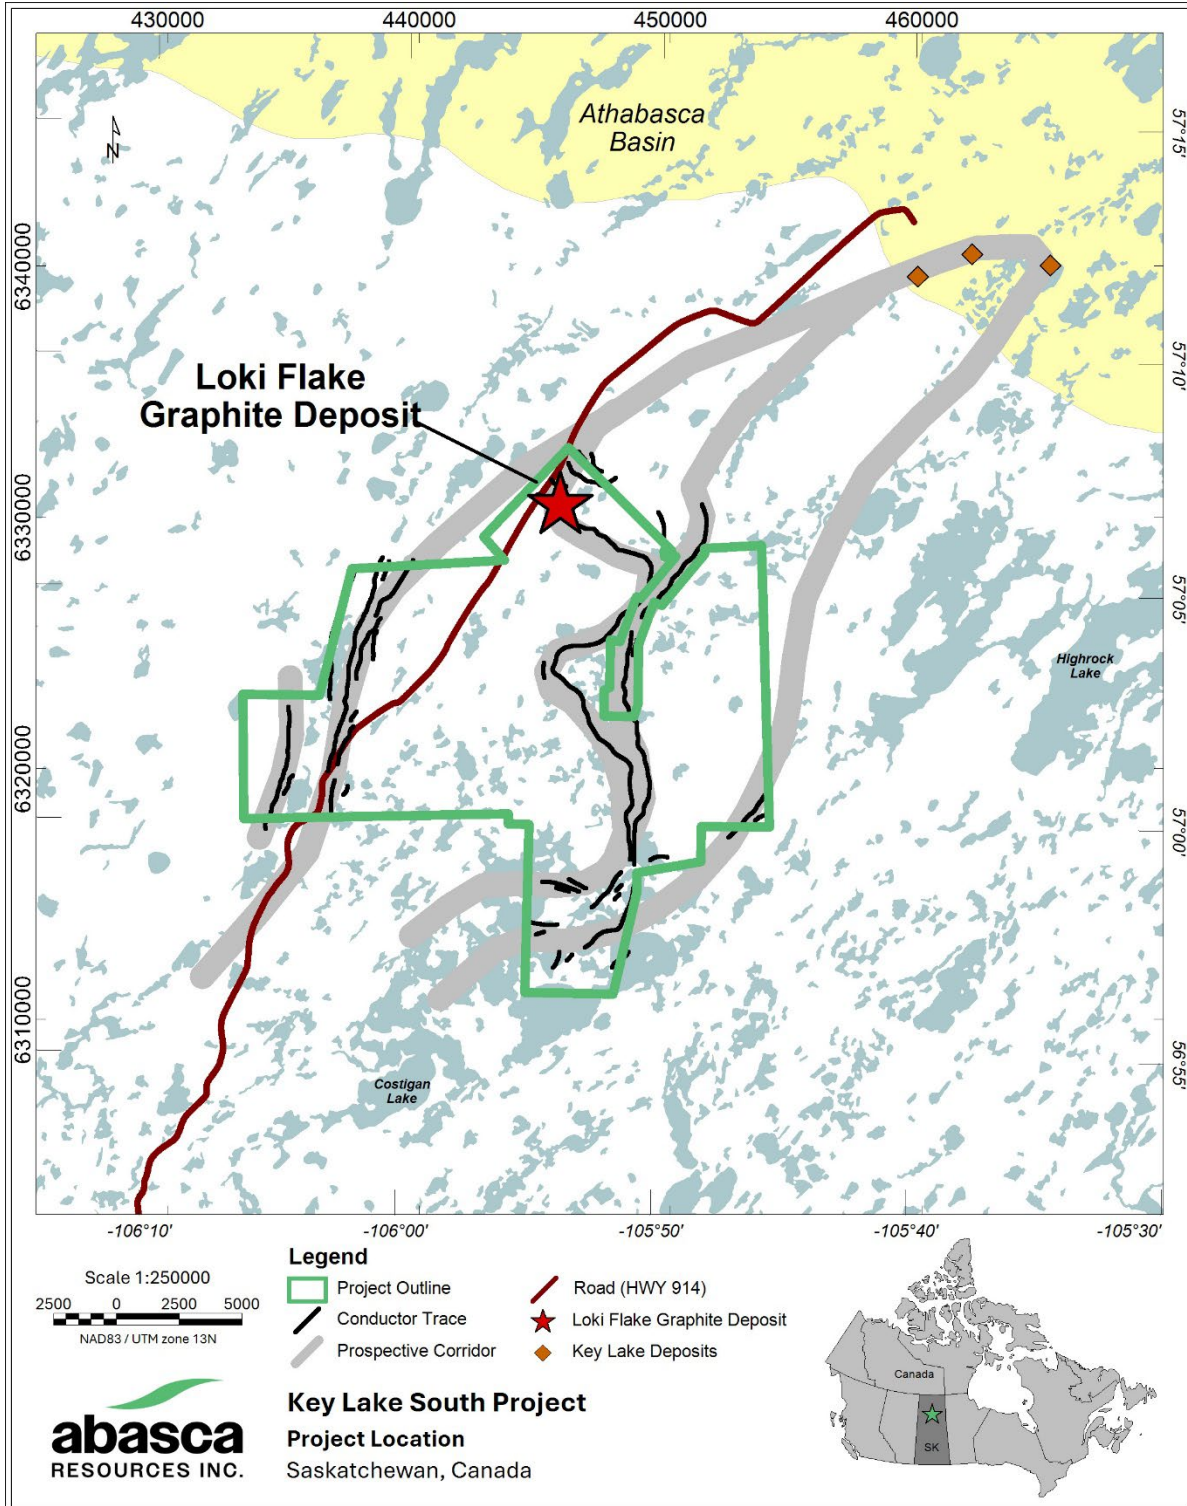 430000
440000
450000
460000
Athabasca
Basin
N
57°15'
6340000
57°10'
Loki Flake
Graphite Deposit
6330000
57°05'
Highrock
Lake
6320000
57°00'
6310000
56°55'
Costigan
Lake
-106°10'
-106°00'
-105°50'
-105°40'
-105°30'
Scale 1:250000
2500 0 2500 5000
NAD83 / UTM zone 13N
Legend
Project Outline
Conductor Trace
Prospective Corridor
Road (HWY 914)
Loki Flake Graphite Deposit
Key Lake Deposits
Canada
SK
abasca
RESOURCES INC.
Key Lake South Project
Project Location
Saskatchewan, Canada